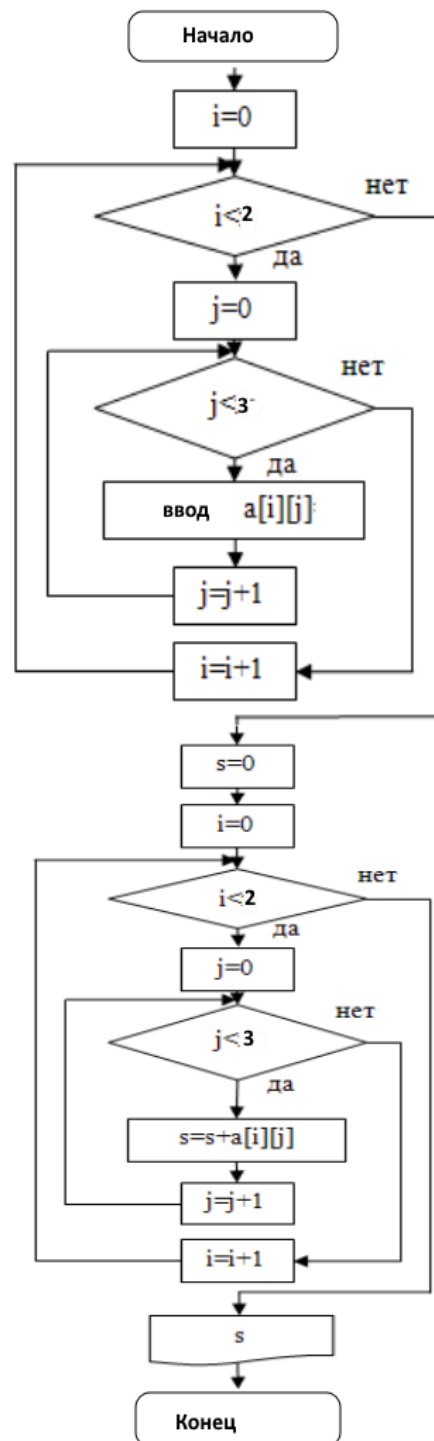 Начало
i=0
нет
i<2
да
j=0
нет
j<3
да
ввод a[i][j]
j=j+1
i=i+1
s=0
i=0
нет
i<2
да
j=0
нет
j<3
да
s=s+a[i][j]
j=j+1
i=i+1
s
Конец